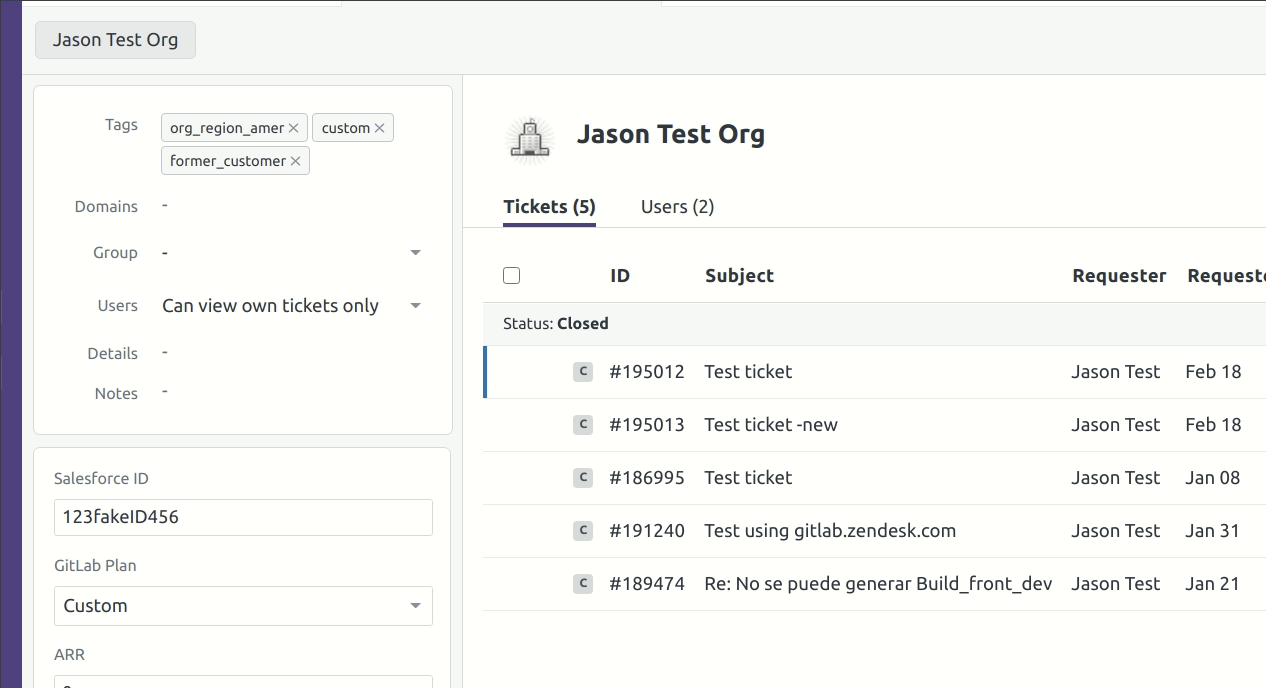 Jason Test Org
Tags
org_region_amer × custom ×
former_customer ×
Domains -
Group -
Users Can view own tickets only
Details -
Notes -
Salesforce ID
123fakeID456
GitLab Plan
Custom
ARR
Jason Test Org
Tickets (5) Users (2)
ID Subject Requester Requeste
Status: Closed
C #195012 Test ticket Jason Test Feb 18
C #195013 Test ticket -new Jason Test Feb 18
C #186995 Test ticket Jason Test Jan 08
C #191240 Test using gitlab.zendesk.com Jason Test Jan 31
C #189474 Re: No se puede generar Build_front_dev Jason Test Jan 21